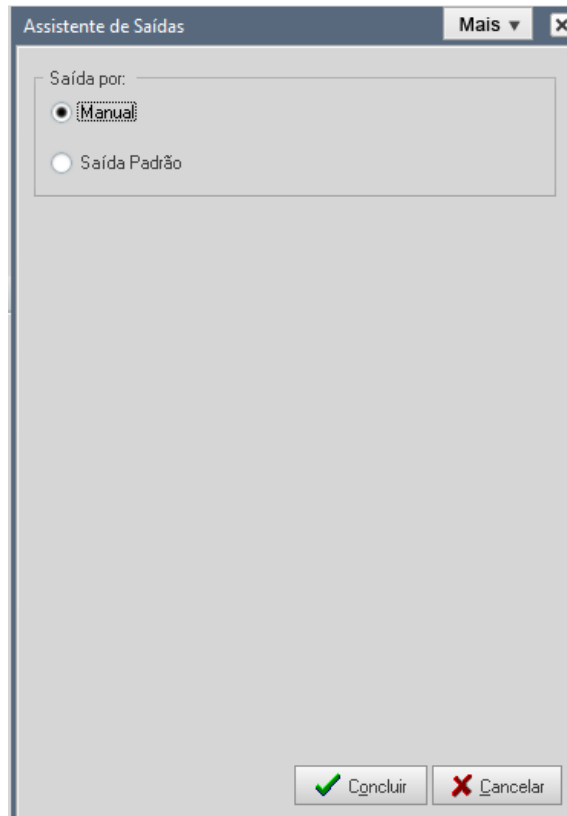 Assistente de Saídas
Mais
Saída por:
Manual
Saída Padrão
Concluir
Cancelar